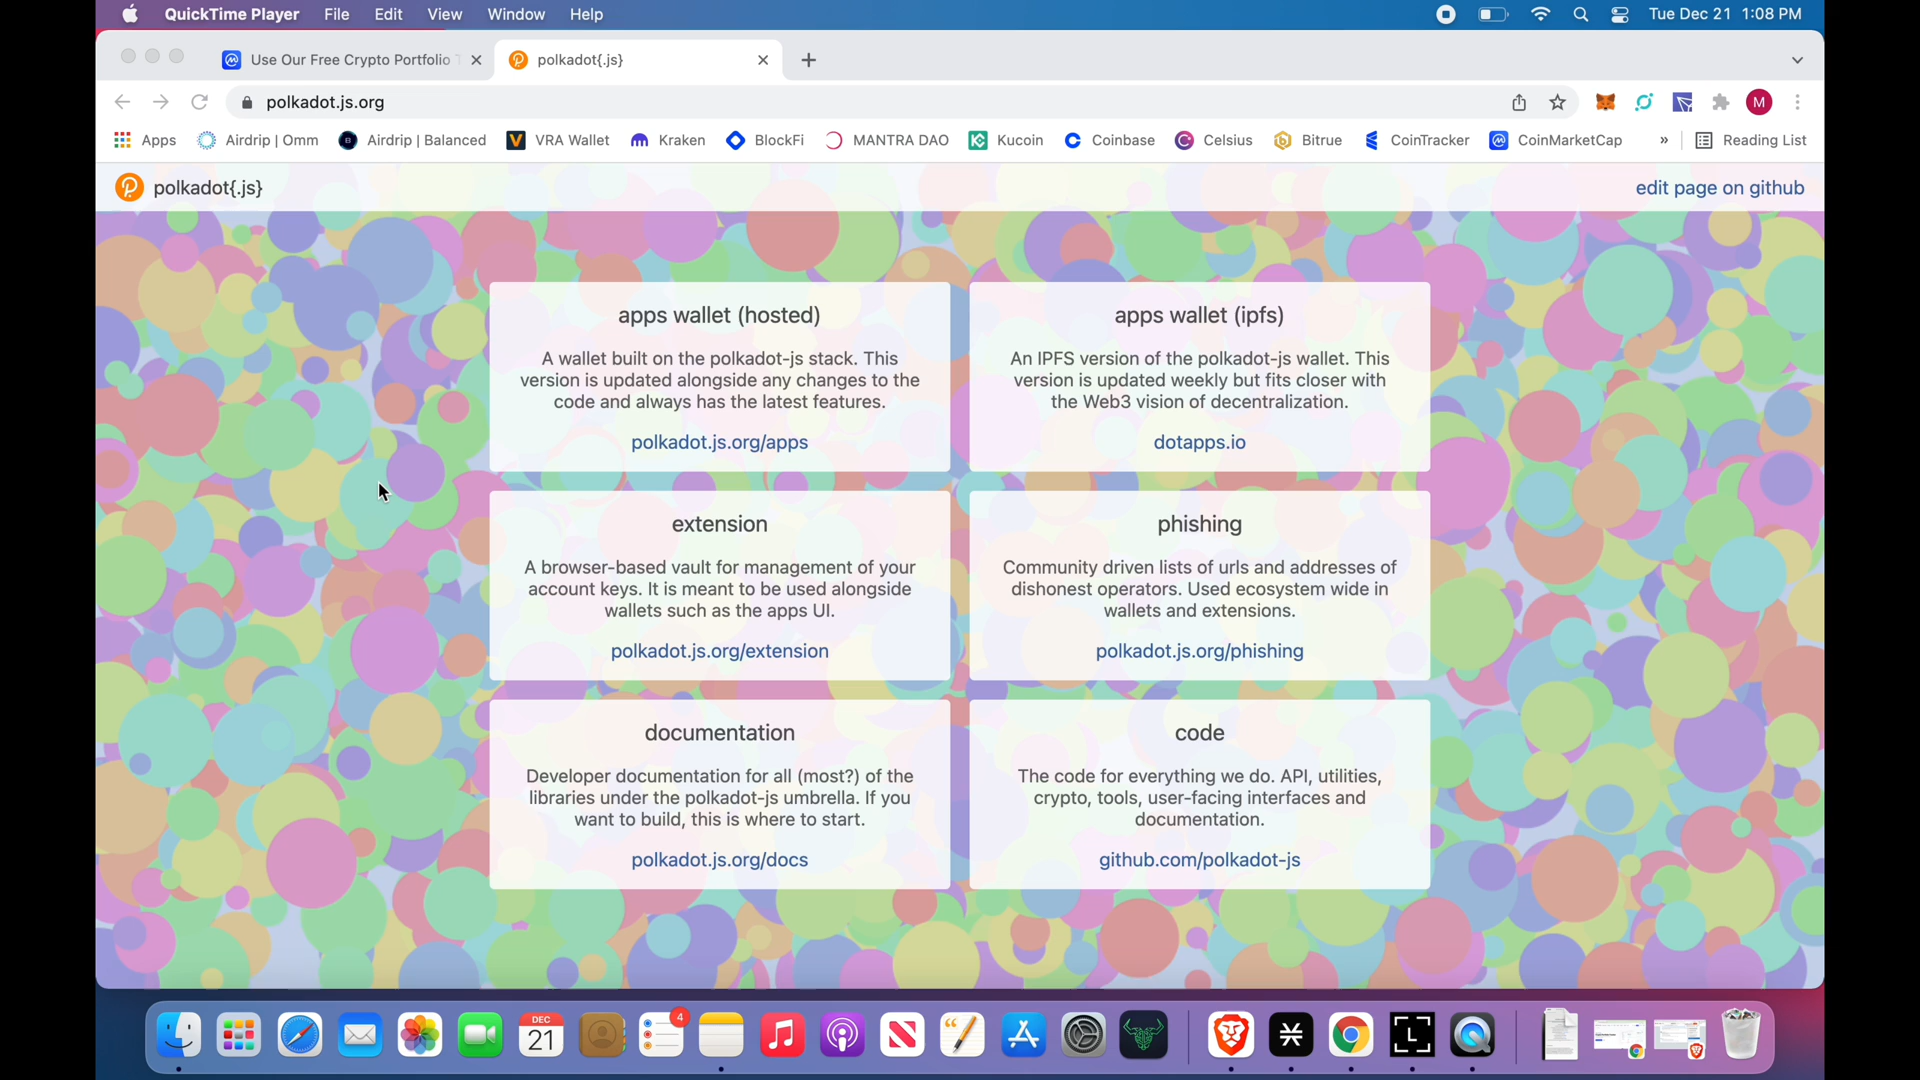 QuickTime Player File Edit View Window Help Tue Dec 21 1:08 PM
Use Our Free Crypto Portfolio polkadot{.js}
polkadot.js.org M
Apps Airdrip | Omm Airdrip | Balanced VRA Wallet Kraken BlockFi MANTRA DAO Kucoin Coinbase Celsius Bitrue CoinTracker CoinMarketCap » Reading List
polkadot{.js} edit page on github
apps wallet (hosted)
A wallet built on the polkadot-js stack. This
version is updated alongside any changes to the
code and always has the latest features.
polkadot.js.org/apps
apps wallet (ipfs)
An IPFS version of the polkadot-js wallet. This
version is updated weekly but fits closer with
the Web3 vision of decentralization.
dotapps.io
extension
A browser-based vault for management of your
account keys. It is meant to be used alongside
wallets such as the apps UI.
polkadot.js.org/extension
phishing
Community driven lists of urls and addresses of
dishonest operators. Used ecosystem wide in
wallets and extensions.
polkadot.js.org/phishing
documentation
Developer documentation for all (most?) of the
libraries under the polkadot-js umbrella. If you
want to build, this is where to start.
polkadot.js.org/docs
code
The code for everything we do. API, utilities,
crypto, tools, user-facing interfaces and
documentation.
github.com/polkadot-js
DEC
21
4